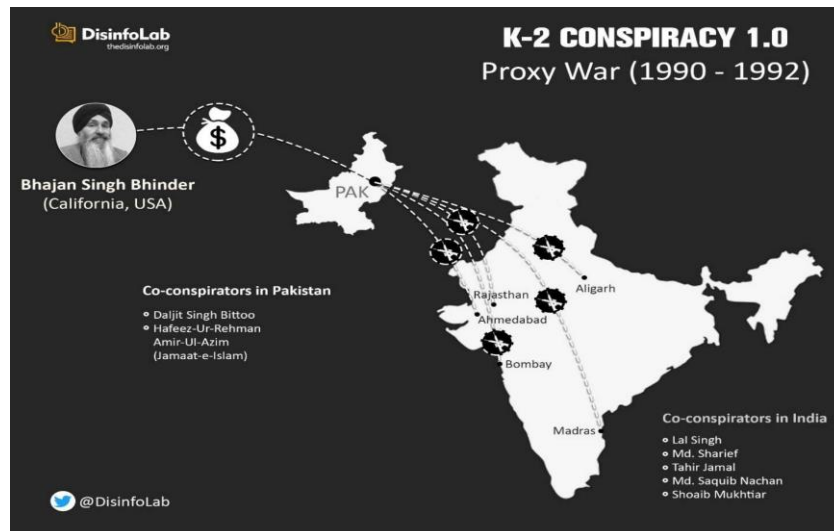 DisinfoLab
thedisinfolab.org
K-2 CONSPIRACY 1.0
Proxy War (1990 - 1992)
$
Bhajan Singh Bhinder
(California, USA)
PAK
Co-conspirators in Pakistan
Daljit Singh Bittoo
Hafeez-Ur-Rehman
Amir-Ul-Azim
(Jamaat-e-Islam)
Aligarh
Rajasthan
Ahmedabad
Bombay
Madras
Co-conspirators in India
Lal Singh
Md. Sharief
Tahir Jamal
Md. Saquib Nachan
Shoaib Mukhtiar
@DisinfoLab